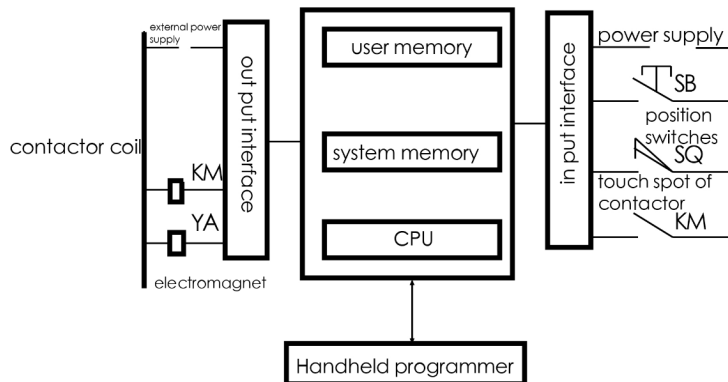 external power
supply
contactor coil
KM
YA
electromagnet
out put interface
user memory
system memory
CPU
Handheld programmer
in put interface
power supply
SB
position
switches
SQ
touch spot of
contactor
KM